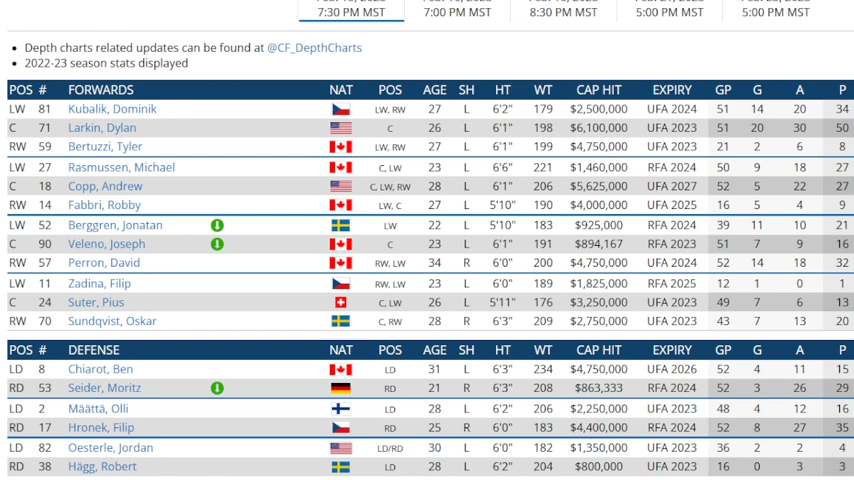 7:30 PM MST 7:00 PM MST 8:30 PM MST 5:00 PM MST 5:00 PM MST
• Depth charts related updates can be found at @CF_DepthCharts
• 2022-23 season stats displayed
POS # FORWARDS NAT POS AGE SH HT WT CAP HIT EXPIRY GP G A P
LW 81 Kubalik, Dominik LW, RW 27 L 6'2" 179 $2,500,000 UFA 2024 51 14 20 34
C 71 Larkin, Dylan C 26 L 6'1" 198 $6,100,000 UFA 2023 51 20 30 50
RW 59 Bertuzzi, Tyler LW, RW 27 L 6'1" 199 $4,750,000 UFA 2023 21 2 6 8
LW 27 Rasmussen, Michael C, LW 23 L 6'6" 221 $1,460,000 RFA 2024 50 9 18 27
C 18 Copp, Andrew C, LW, RW 28 L 6'1" 206 $5,625,000 UFA 2027 52 5 22 27
RW 14 Fabbri, Robby LW, C 27 L 5'10" 190 $4,000,000 UFA 2025 16 5 4 9
LW 52 Berggren, Jonatan LW 22 L 5'10" 183 $925,000 RFA 2024 39 11 10 21
C 90 Veleno, Joseph C 23 L 6'1" 191 $894,167 RFA 2023 51 7 9 16
RW 57 Perron, David RW, LW 34 R 6'0" 200 $4,750,000 UFA 2024 52 14 18 32
LW 11 Zadina, Filip RW, LW 23 L 6'0" 189 $1,825,000 RFA 2025 12 1 0 1
C 24 Suter, Pius C, LW 26 L 5'11" 176 $3,250,000 UFA 2023 49 7 6 13
RW 70 Sundqvist, Oskar C, RW 28 R 6'3" 209 $2,750,000 UFA 2023 43 7 13 20
POS # DEFENSE NAT POS AGE SH HT WT CAP HIT EXPIRY GP G A P
LD 8 Chiarot, Ben LD 31 L 6'3" 234 $4,750,000 UFA 2026 52 4 11 15
RD 53 Seider, Moritz RD 21 R 6'3" 208 $863,333 RFA 2024 52 3 26 29
LD 2 Määttä, Olli LD 28 L 6'2" 206 $2,250,000 UFA 2023 48 4 12 16
RD 17 Hronek, Filip RD 25 R 6'0" 183 $4,400,000 RFA 2024 52 8 27 35
LD 82 Oesterle, Jordan LD/RD 30 L 6'0" 182 $1,350,000 UFA 2023 36 2 2 4
RD 38 Hägg, Robert LD 28 L 6'2" 204 $800,000 UFA 2023 16 0 3 3